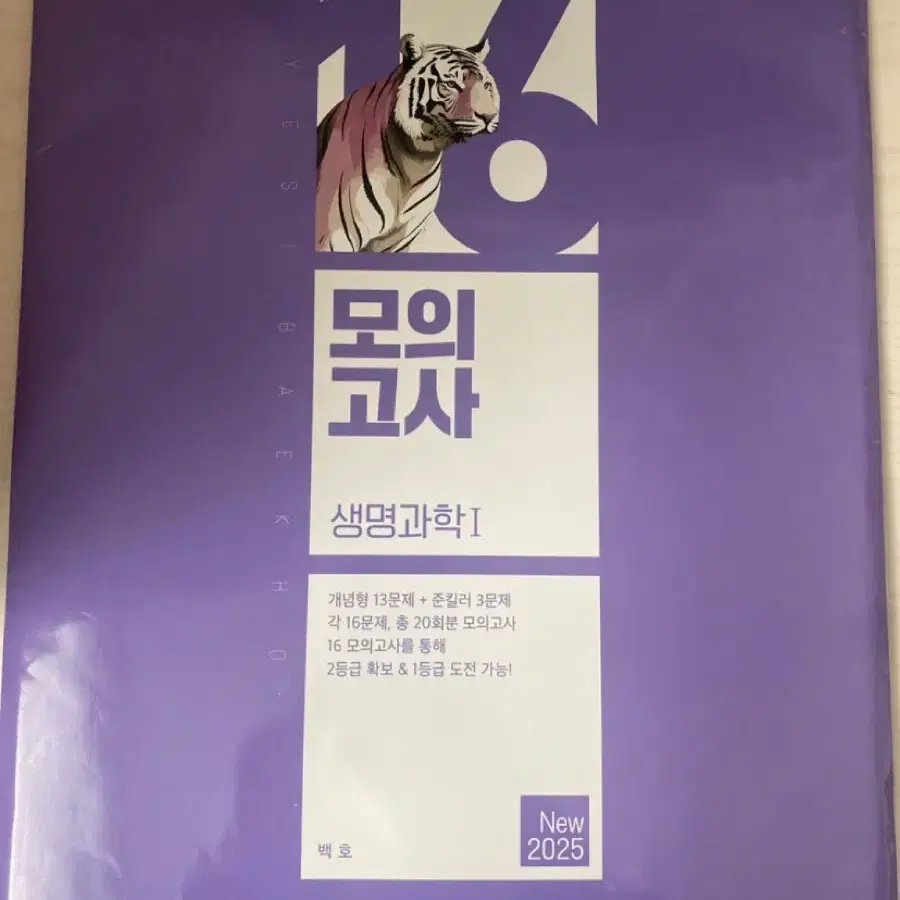 16
모의
고사
생명과학 I
개념형 13문제 + 준킬러 3문제
각 16문제, 총 20회분 모의고사
16 모의고사를 통해
2등급 확보 & 1등급 도전 가능!
백호
New
2025
YES! BAEKHO